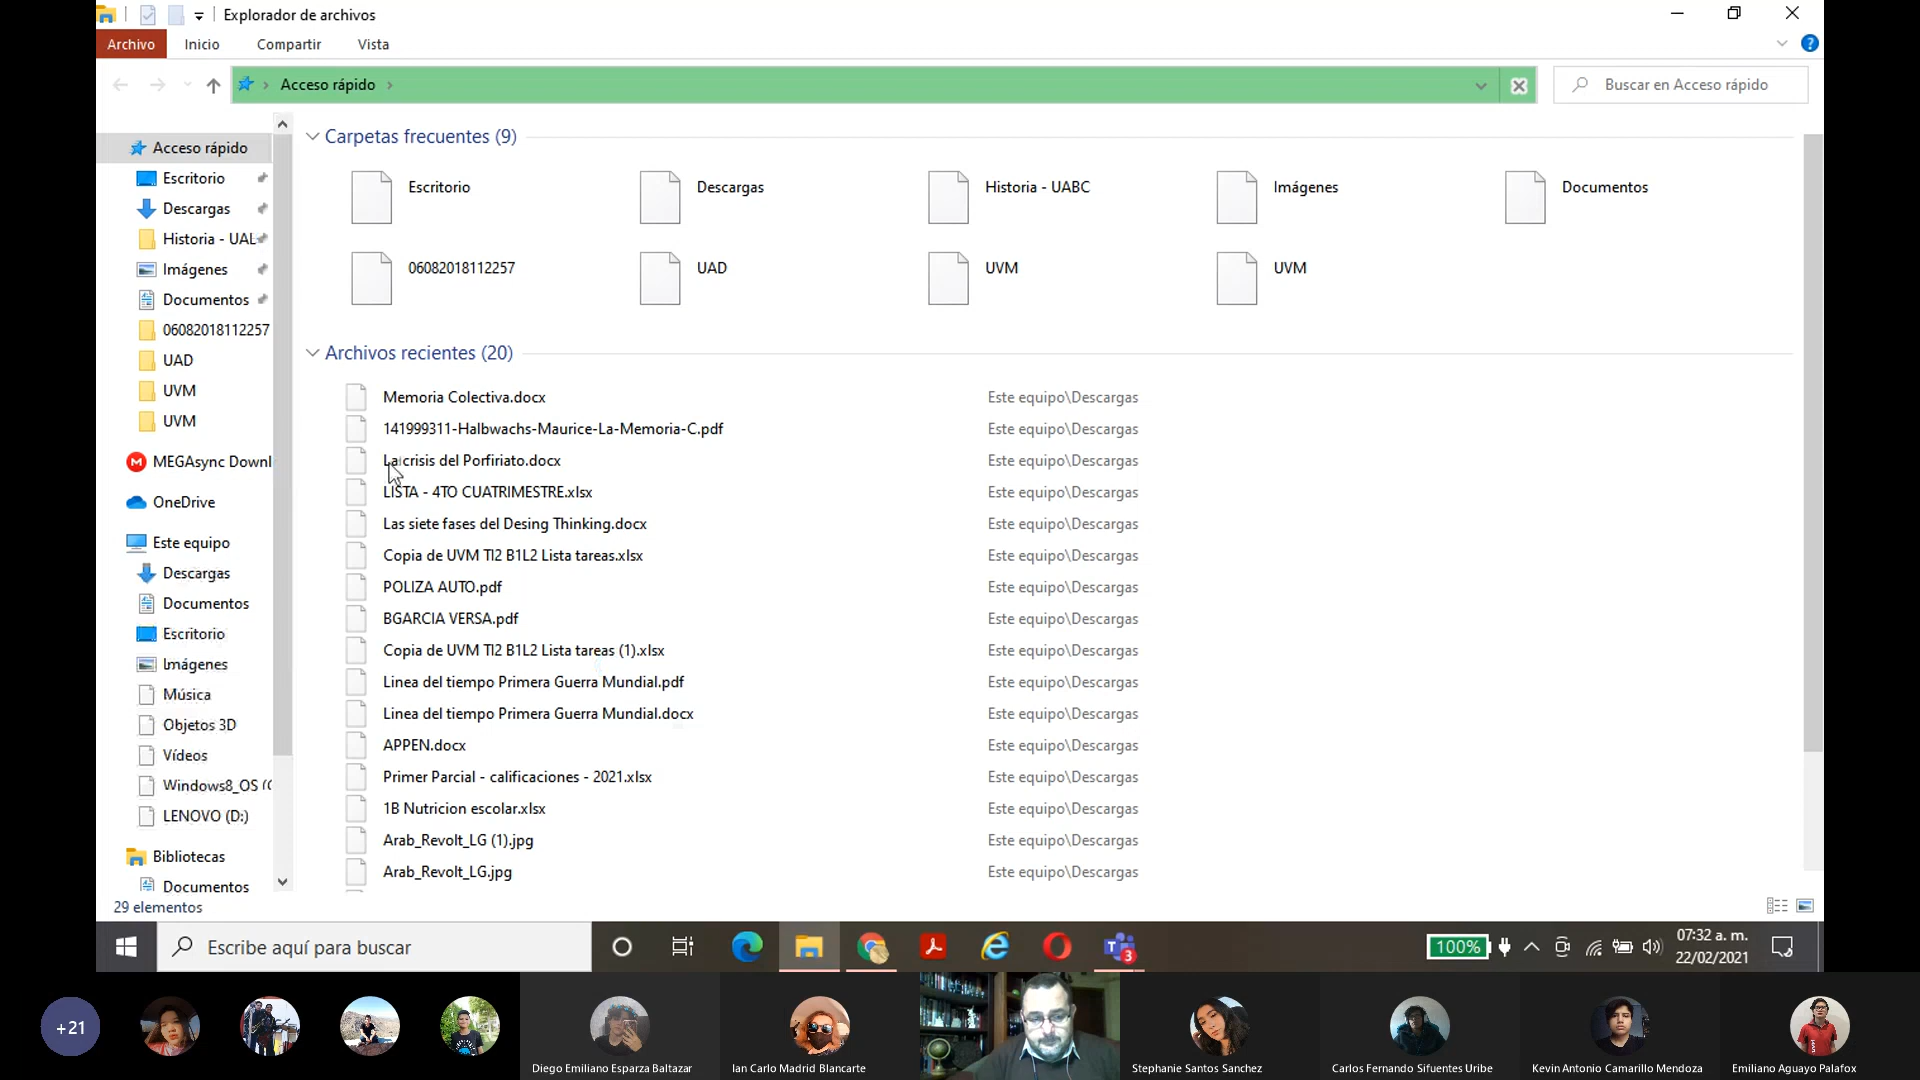 Explorador de archivos
Archivo Inicio Compartir Vista
Acceso rápido
Buscar en Acceso rápido
Acceso rápido
Escritorio
Descargas
Historia - UAB
Imágenes
Documentos
06082018112257
UAD
UVM
UVM
MEGAsync Downl
OneDrive
Este equipo
Descargas
Documentos
Escritorio
Imágenes
Música
Objetos 3D
Vídeos
Windows8_OS (C
LENOVO (D:)
Bibliotecas
Documentos
Carpetas frecuentes (9)
Escritorio Descargas Historia - UABC Imágenes Documentos
06082018112257 UAD UVM UVM
Archivos recientes (20)
Memoria Colectiva.docx Este equipo\Descargas
141999311-Halbwachs-Maurice-La-Memoria-C.pdf Este equipo\Descargas
La crisis del Porfiriato.docx Este equipo\Descargas
LISTA - 4TO CUATRIMESTRE.xlsx Este equipo\Descargas
Las siete fases del Desing Thinking.docx Este equipo\Descargas
Copia de UVM TI2 B1L2 Lista tareas.xlsx Este equipo\Descargas
POLIZA AUTO.pdf Este equipo\Descargas
BGARCIA VERSA.pdf Este equipo\Descargas
Copia de UVM TI2 B1L2 Lista tareas (1).xlsx Este equipo\Descargas
Linea del tiempo Primera Guerra Mundial.pdf Este equipo\Descargas
Linea del tiempo Primera Guerra Mundial.docx Este equipo\Descargas
APPEN.docx Este equipo\Descargas
Primer Parcial - calificaciones - 2021.xlsx Este equipo\Descargas
1B Nutricion escolar.xlsx Este equipo\Descargas
Arab_Revolt_LG (1).jpg Este equipo\Descargas
Arab_Revolt_LG.jpg Este equipo\Descargas
29 elementos
Escribe aquí para buscar
3
100%
07:32 a. m.
22/02/2021
+21
Diego Emiliano Esparza Baltazar
Ian Carlo Madrid Blancarte
Stephanie Santos Sanchez
Carlos Fernando Sifuentes Uribe
Kevin Antonio Camarillo Mendoza
Emiliano Aguayo Palafox